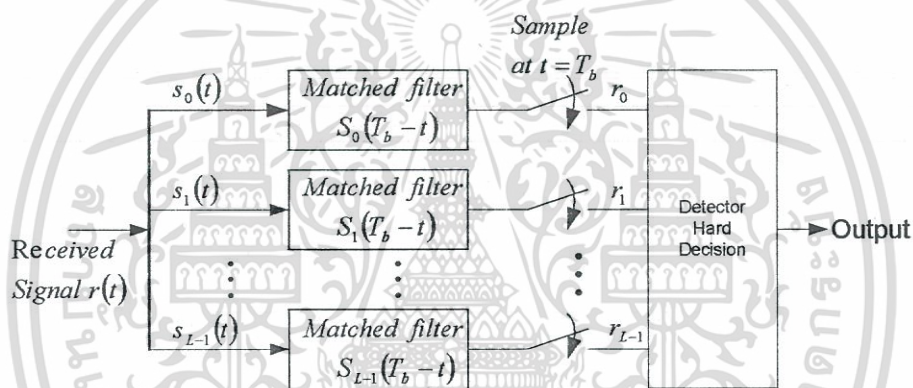 Sample
at t = T_b
s_0(t)
Matched filter
S_0(T_b − t)
r_0
s_1(t)
Matched filter
S_1(T_b − t)
r_1
Detector
Hard
Decision
Output
Received
Signal r(t)
s_{L−1}(t)
Matched filter
S_{L−1}(T_b − t)
r_{L−1}